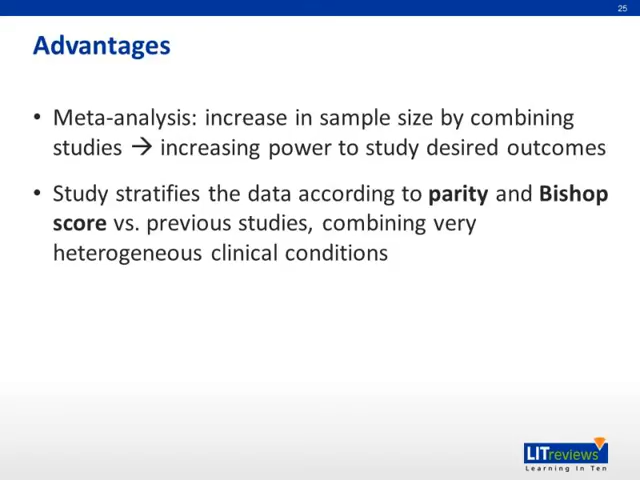 25
Advantages
• Meta-analysis: increase in sample size by combining
studies → increasing power to study desired outcomes
• Study stratifies the data according to parity and Bishop
score vs. previous studies, combining very
heterogeneous clinical conditions
LITreviews
Learning In Ten